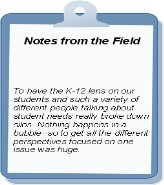 Notes from the Field
To have the K-12 lens on our
students and such a variety of
different people talking about
student needs really broke down
silos. Nothing happens in a
bubble—so to get all the different
perspectives focused on one
issue was huge.